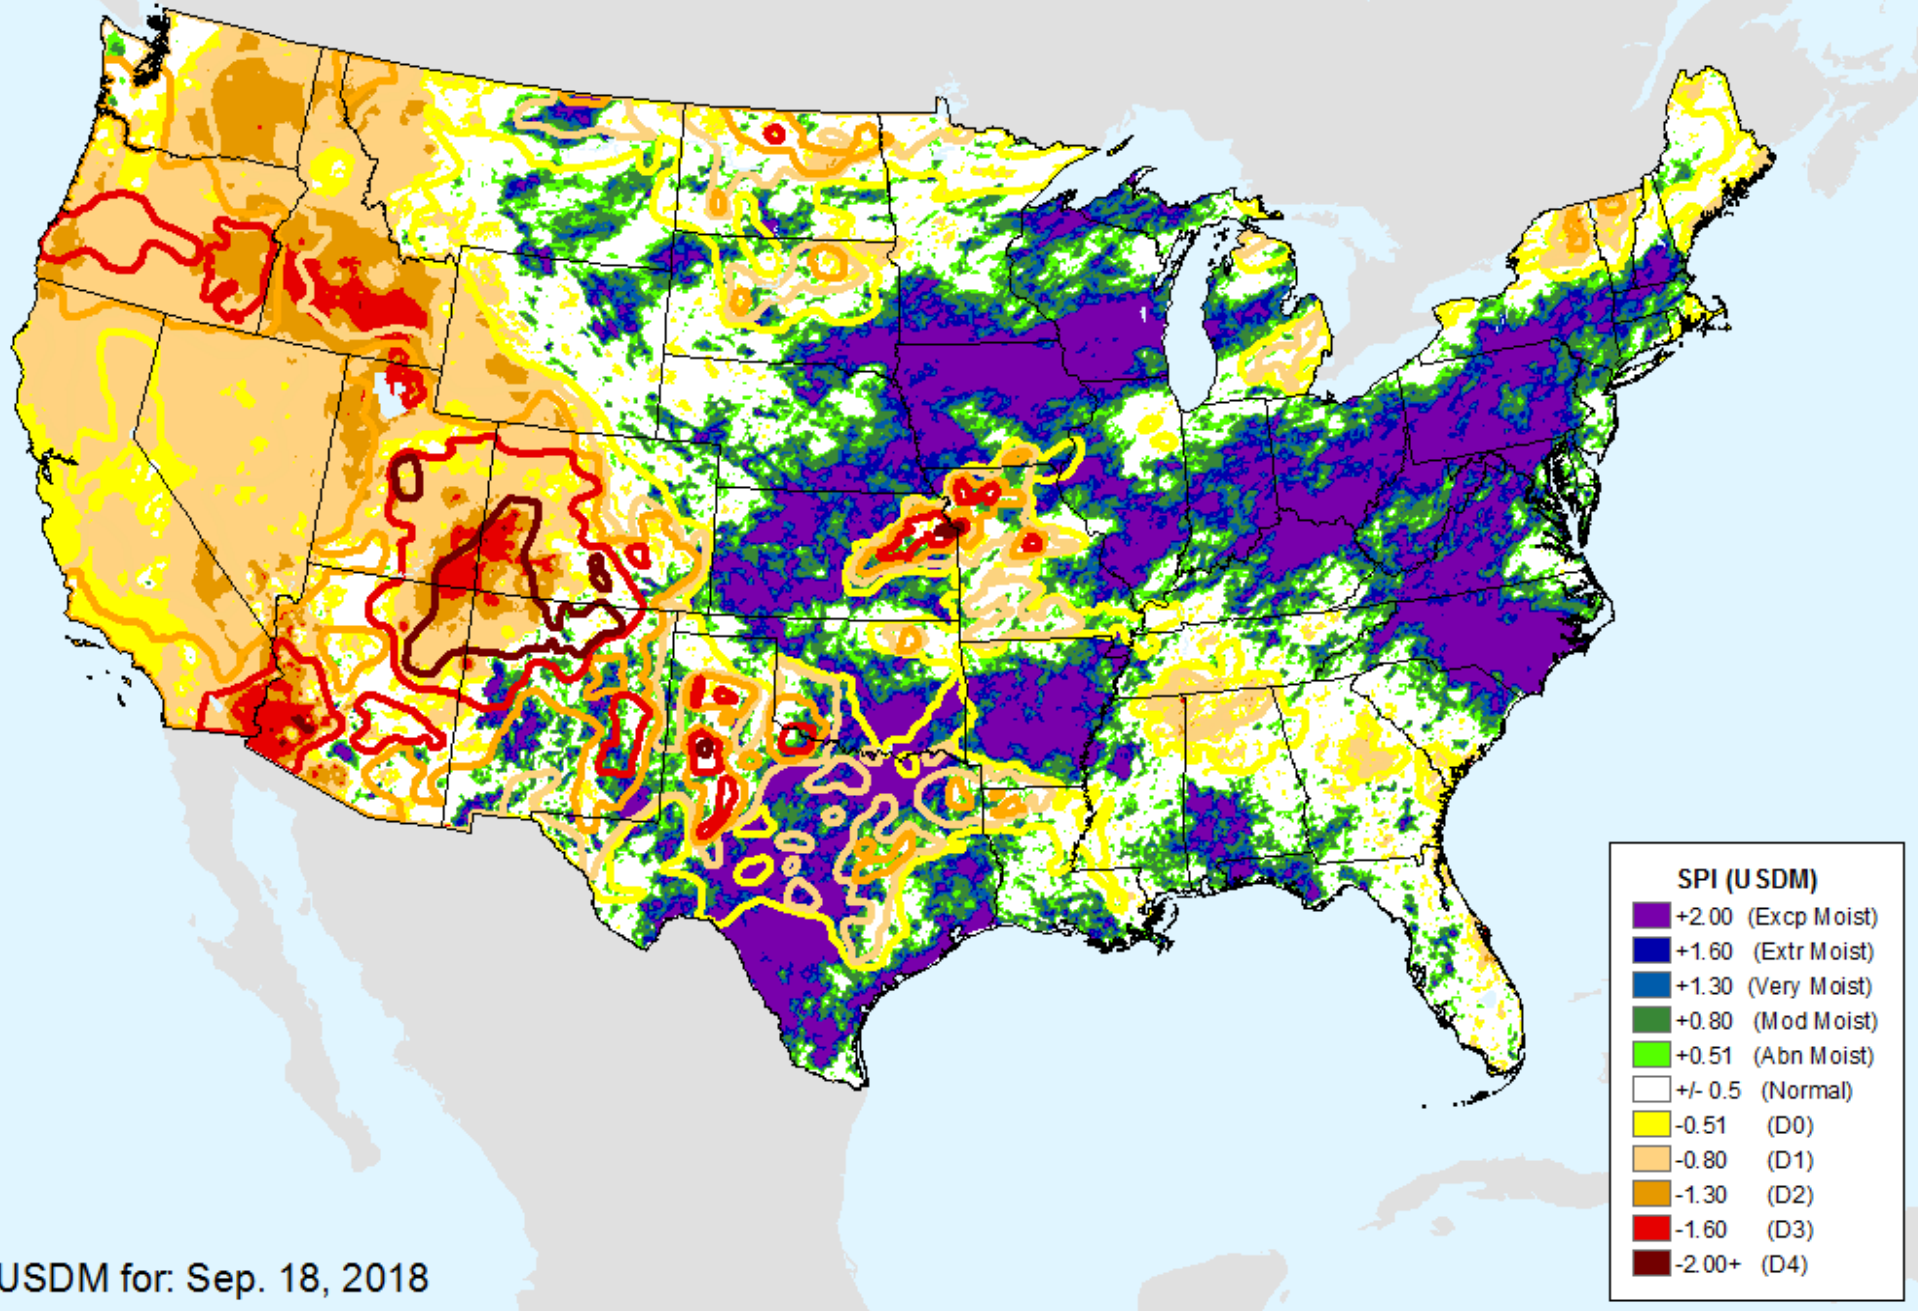 SPI (USDM)
+2.00 (Excp Moist)
+1.60 (Extr Moist)
+1.30 (Very Moist)
+0.80 (Mod Moist)
+0.51 (Abn Moist)
+/- 0.5 (Normal)
-0.51 (D0)
-0.80 (D1)
-1.30 (D2)
-1.60 (D3)
-2.00+ (D4)
USDM for: Sep. 18, 2018